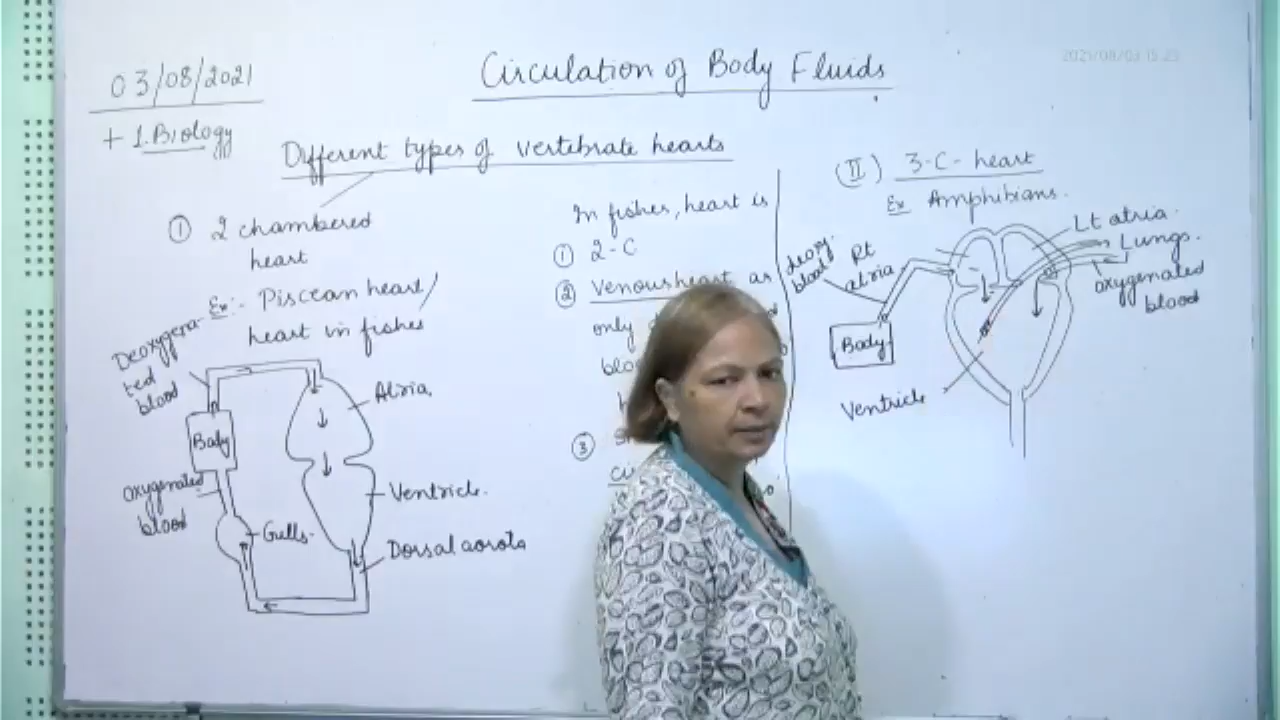 03/08/2021
+ 1.Biology
Circulation of Body Fluids
2021/08/03 15:25
Different types of vertebrate hearts
① 2 chambered
heart
Ex:- Piscean heart/
heart in fishes
Deoxygena-
ted
blood
Body
oxygenated
blood
Gulls.
Atria,
Ventricle.
Dorsal aorota
In fishes, heart is
① 2-C
② Venous heart as
only
③
(II) 3-C- heart
Ex Amphibians.
deoxy.
blood
Rt
atria
Body
Ventricle
Lt atria.
Lungs.
oxygenated
blood